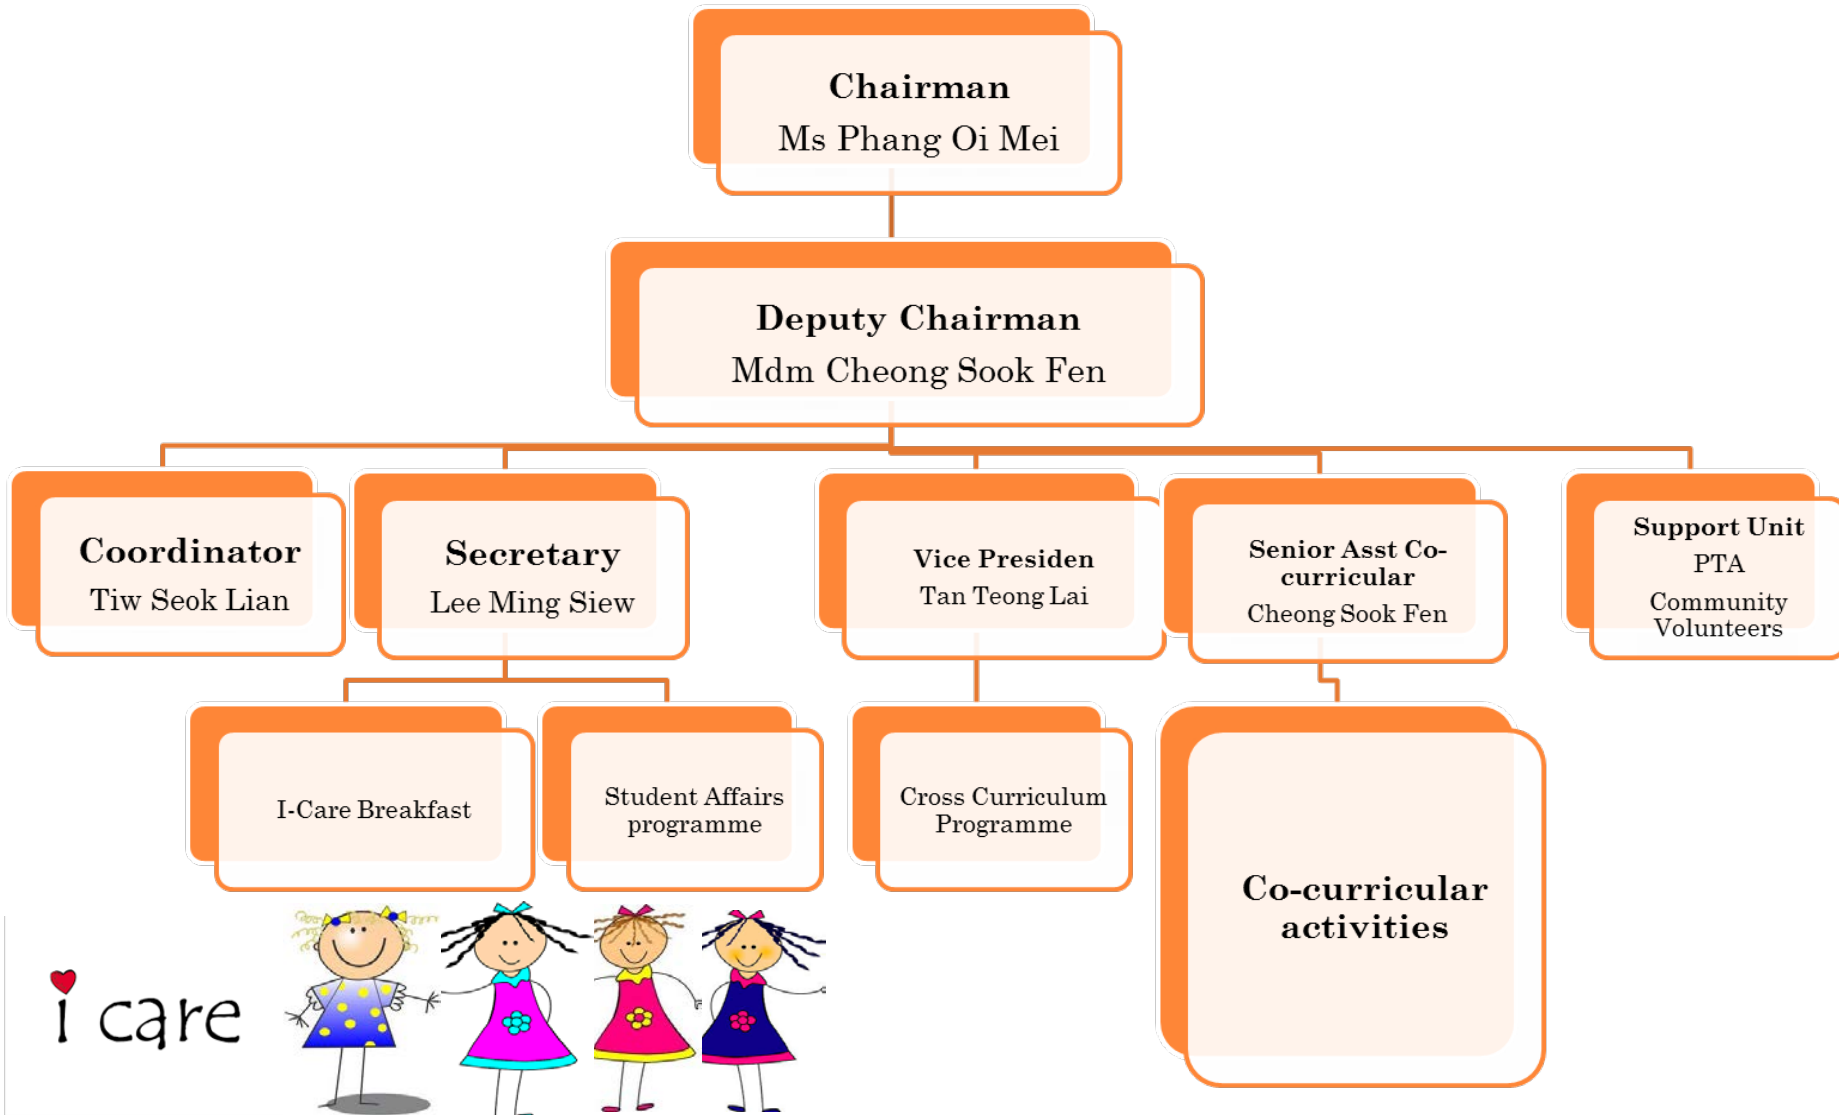 Chairman
Ms Phang Oi Mei
Deputy Chairman
Mdm Cheong Sook Fen
Coordinator
Tiw Seok Lian
Secretary
Lee Ming Siew
Vice Presiden
Tan Teong Lai
Senior Asst Co-
curricular
Cheong Sook Fen
Support Unit
PTA
Community
Volunteers
I-Care Breakfast
Student Affairs
programme
Cross Curriculum
Programme
Co-curricular
activities
i care